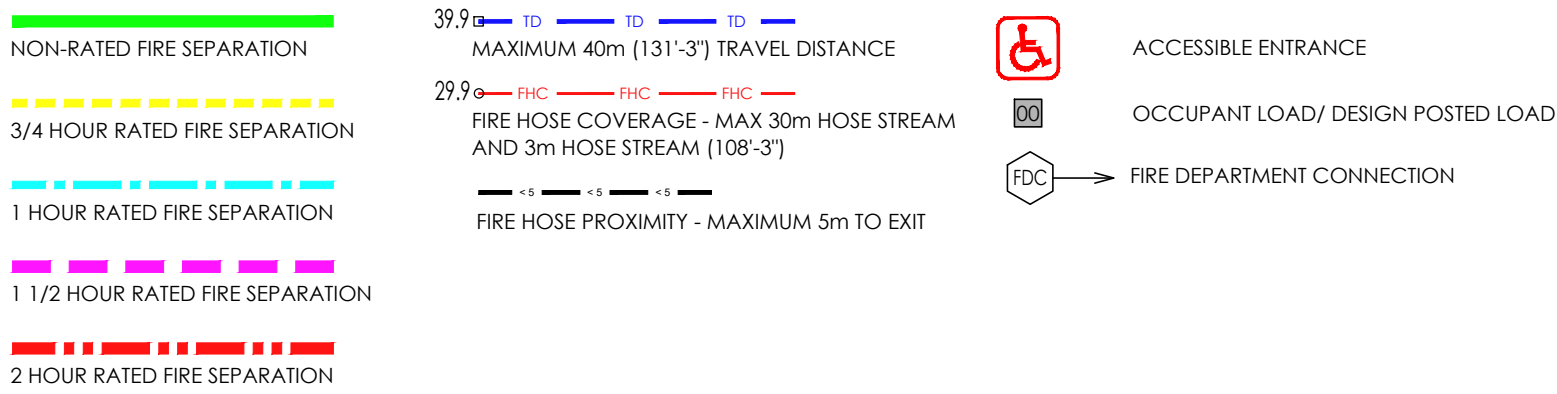 NON-RATED FIRE SEPARATION
3/4 HOUR RATED FIRE SEPARATION
1 HOUR RATED FIRE SEPARATION
1 1/2 HOUR RATED FIRE SEPARATION
2 HOUR RATED FIRE SEPARATION
39.9 TD TD TD
MAXIMUM 40m (131'-3") TRAVEL DISTANCE
29.9 FHC FHC FHC
FIRE HOSE COVERAGE - MAX 30m HOSE STREAM
AND 3m HOSE STREAM (108'-3")
< 5 < 5 < 5
FIRE HOSE PROXIMITY - MAXIMUM 5m TO EXIT
ACCESSIBLE ENTRANCE
00 OCCUPANT LOAD/ DESIGN POSTED LOAD
FDC FIRE DEPARTMENT CONNECTION